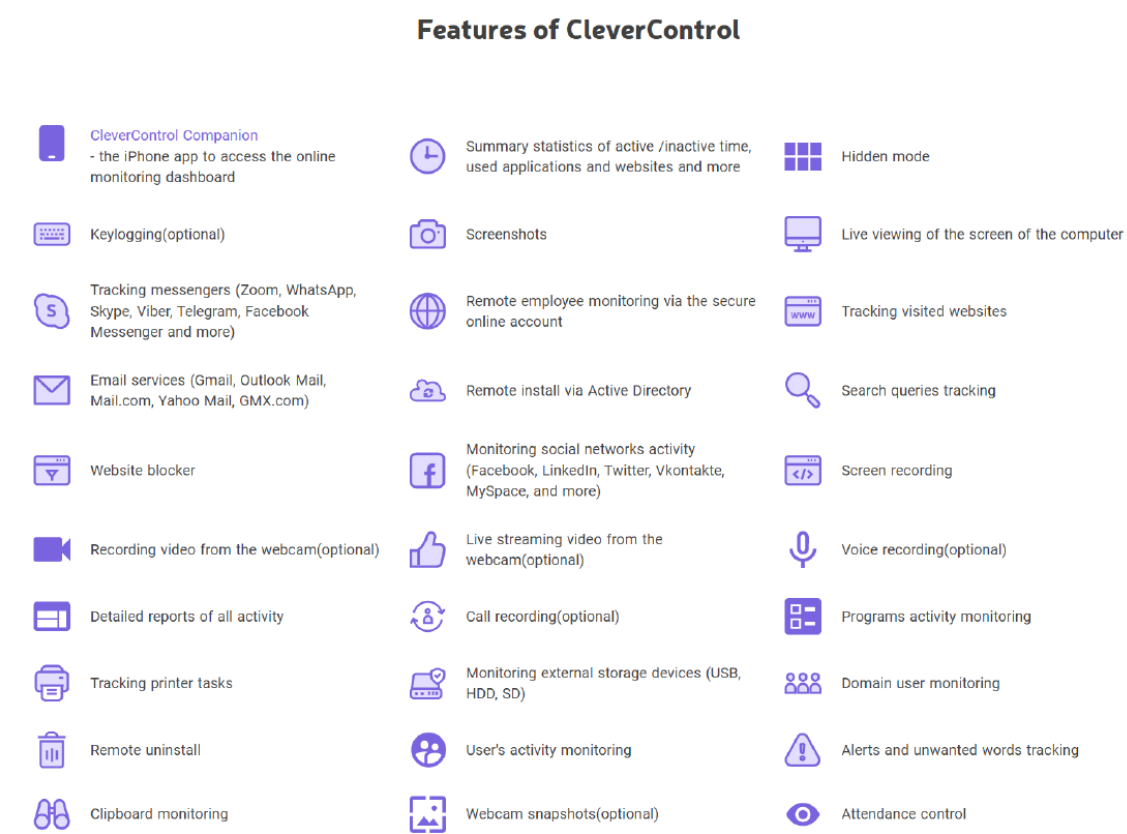 Features of CleverControl
CleverControl Companion
- the iPhone app to access the online
monitoring dashboard
Summary statistics of active /inactive time,
used applications and websites and more
Hidden mode
Keylogging(optional)
Screenshots
Live viewing of the screen of the computer
Tracking messengers (Zoom, WhatsApp,
Skype, Viber, Telegram, Facebook
Messenger and more)
Remote employee monitoring via the secure
online account
WWW
Tracking visited websites
Email services (Gmail, Outlook Mail,
Mail.com, Yahoo Mail, GMX.com)
Remote install via Active Directory
Search queries tracking
Website blocker
Monitoring social networks activity
(Facebook, LinkedIn, Twitter, Vkontakte,
MySpace, and more)
Screen recording
Recording video from the webcam(optional)
Live streaming video from the
webcam(optional)
Voice recording(optional)
Detailed reports of all activity
Call recording(optional)
Programs activity monitoring
Tracking printer tasks
Monitoring external storage devices (USB,
HDD, SD)
Domain user monitoring
Remote uninstall
User's activity monitoring
Alerts and unwanted words tracking
Clipboard monitoring
Webcam snapshots(optional)
Attendance control